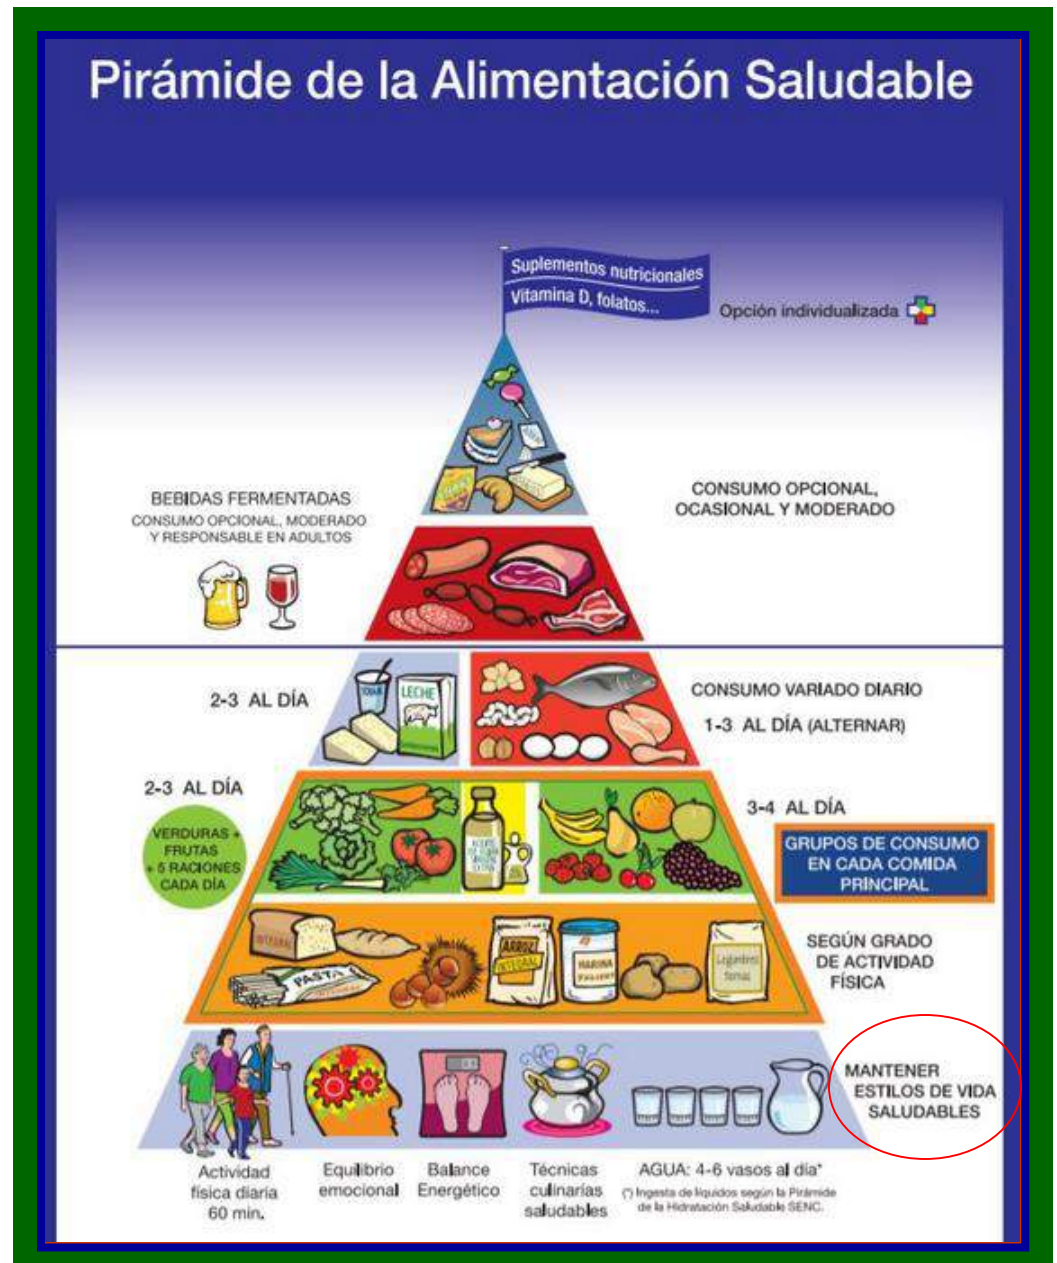 Pirámide de la Alimentación Saludable
Suplementos nutricionales
Vitamina D, folatos...
Opción individualizada
BEBIDAS FERMENTADAS
CONSUMO OPCIONAL, MODERADO
Y RESPONSABLE EN ADULTOS
CONSUMO OPCIONAL,
OCASIONAL Y MODERADO
2-3 AL DÍA
LECHE
CONSUMO VARIADO DIARIO
1-3 AL DÍA (ALTERNAR)
2-3 AL DÍA
VERDURAS +
FRUTAS
+ 5 RACIONES
CADA DÍA
3-4 AL DÍA
GRUPOS DE CONSUMO
EN CADA COMIDA
PRINCIPAL
INTEGRAL
PASTA
ARROZ
INTEGRAL
HARINA
Legumbres
tiernas
SEGÚN GRADO
DE ACTIVIDAD
FÍSICA
MANTENER
ESTILOS DE VIDA
SALUDABLES
Actividad
física diaria
60 min.
Equilibrio
emocional
Balance
Energético
Técnicas
culinarias
saludables
AGUA: 4-6 vasos al día*
(*) Ingesta de líquidos según la Pirámide
de la Hidratación Saludable SENC.